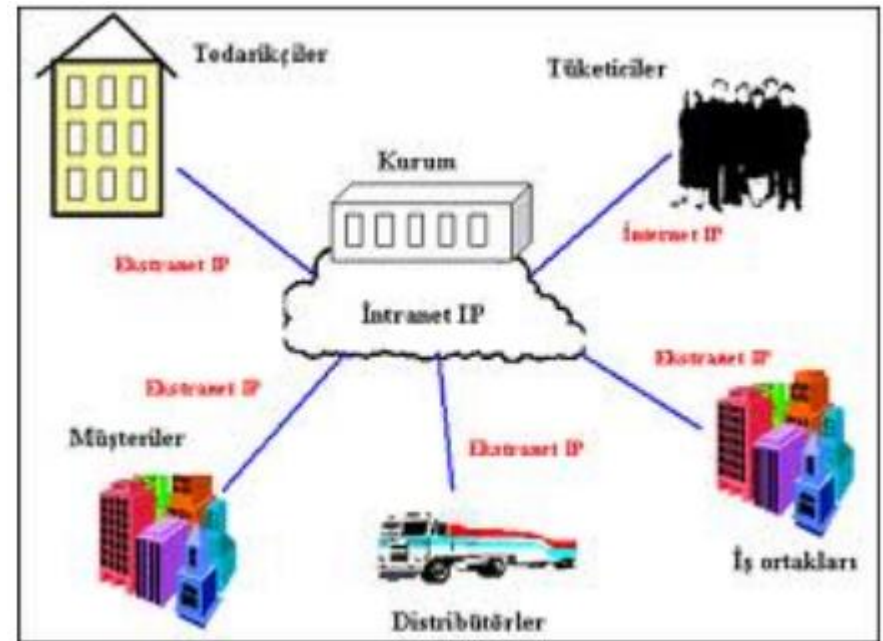 Tedarikçiler
Tüketiciler
Kurum
Ekstranet IP
İnternet IP
İntranet IP
Ekstranet IP
Ekstranet IP
Müşteriler
Ekstranet IP
İş ortakları
Distribütörler